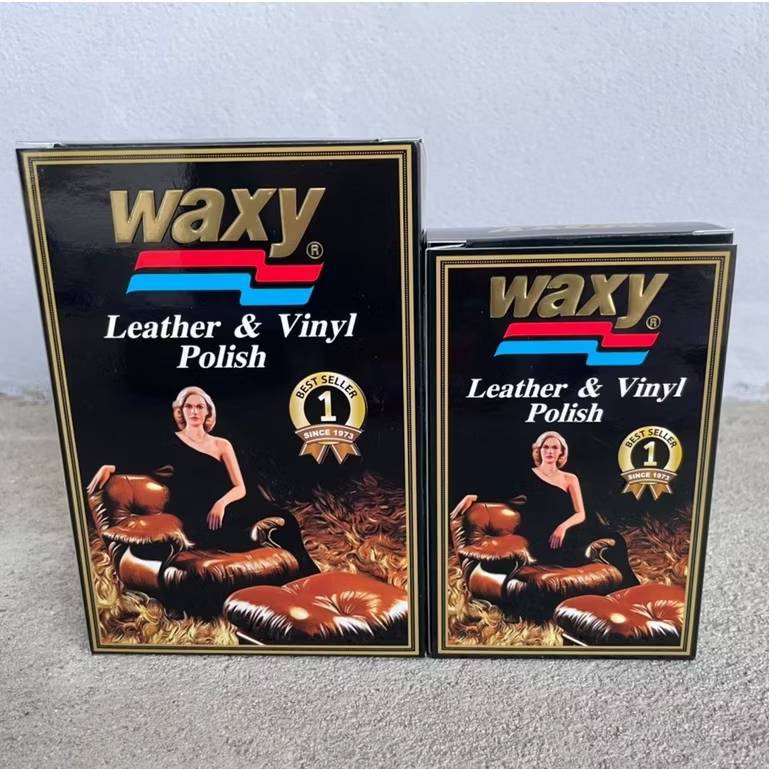 waxy®
Leather & Vinyl
Polish
BEST SELLER
1
SINCE 1973
waxy®
Leather & Vinyl
Polish
BEST SELLER
1
SINCE 1973